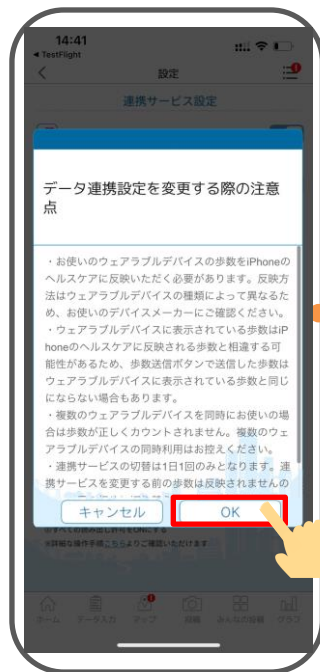 14:41
◀ TestFlight
設定
連携サービス設定
データ連携設定を変更する際の注意
点
・お使いのウェアラブルデバイスの歩数をiPhoneの
ヘルスケアに反映いただく必要があります。反映方
法はウェアラブルデバイスの種類によって異なるた
め、お使いのデバイスメーカーにご確認ください。
・ウェアラブルデバイスに表示されている歩数はiP
honeのヘルスケアに反映される歩数と相違する可
能性があるため、歩数送信ボタンで送信した歩数は
ウェアラブルデバイスに表示されている歩数と同じ
にならない場合もあります。
・複数のウェアラブルデバイスを同時にお使いの場
合は歩数が正しくカウントされません。複数のウェ
アラブルデバイスの同時利用はお控えください。
・連携サービスの切替は1日1回のみとなります。連
携サービスを変更する前の歩数は反映されませんの
キャンセル
OK
※詳細な操作手順こちらよりご確認いただけます
ホーム
データ入力
アップ
投稿
みんなの投稿
グラフ